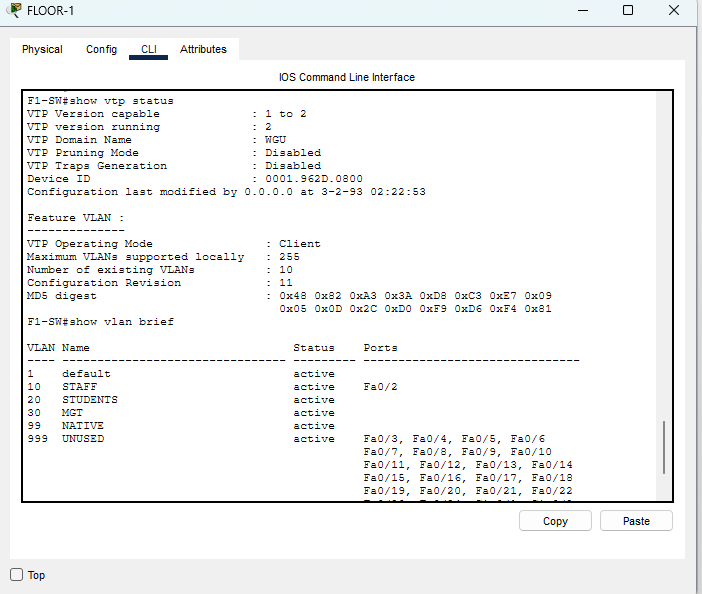 FLOOR-1
Physical Config CLI Attributes
IOS Command Line Interface
F1-SW#show vtp status
VTP Version capable : 1 to 2
VTP version running : 2
VTP Domain Name : WGU
VTP Pruning Mode : Disabled
VTP Traps Generation : Disabled
Device ID : 0001.962D.0800
Configuration last modified by 0.0.0.0 at 3-2-93 02:22:53
Feature VLAN :
--------------
VTP Operating Mode : Client
Maximum VLANs supported locally : 255
Number of existing VLANs : 10
Configuration Revision : 11
MD5 digest : 0x48 0x82 0xA3 0x3A 0xD8 0xC3 0xE7 0x09
0x05 0x0D 0x2C 0xD0 0xF9 0xD6 0xF4 0x81
F1-SW#show vlan brief
VLAN Name Status Ports
---- -------------------------------- --------- -------------------------------
1 default active
10 STAFF active Fa0/2
20 STUDENTS active
30 MGT active
99 NATIVE active
999 UNUSED active Fa0/3, Fa0/4, Fa0/5, Fa0/6
Fa0/7, Fa0/8, Fa0/9, Fa0/10
Fa0/11, Fa0/12, Fa0/13, Fa0/14
Fa0/15, Fa0/16, Fa0/17, Fa0/18
Fa0/19, Fa0/20, Fa0/21, Fa0/22
Copy Paste
Top